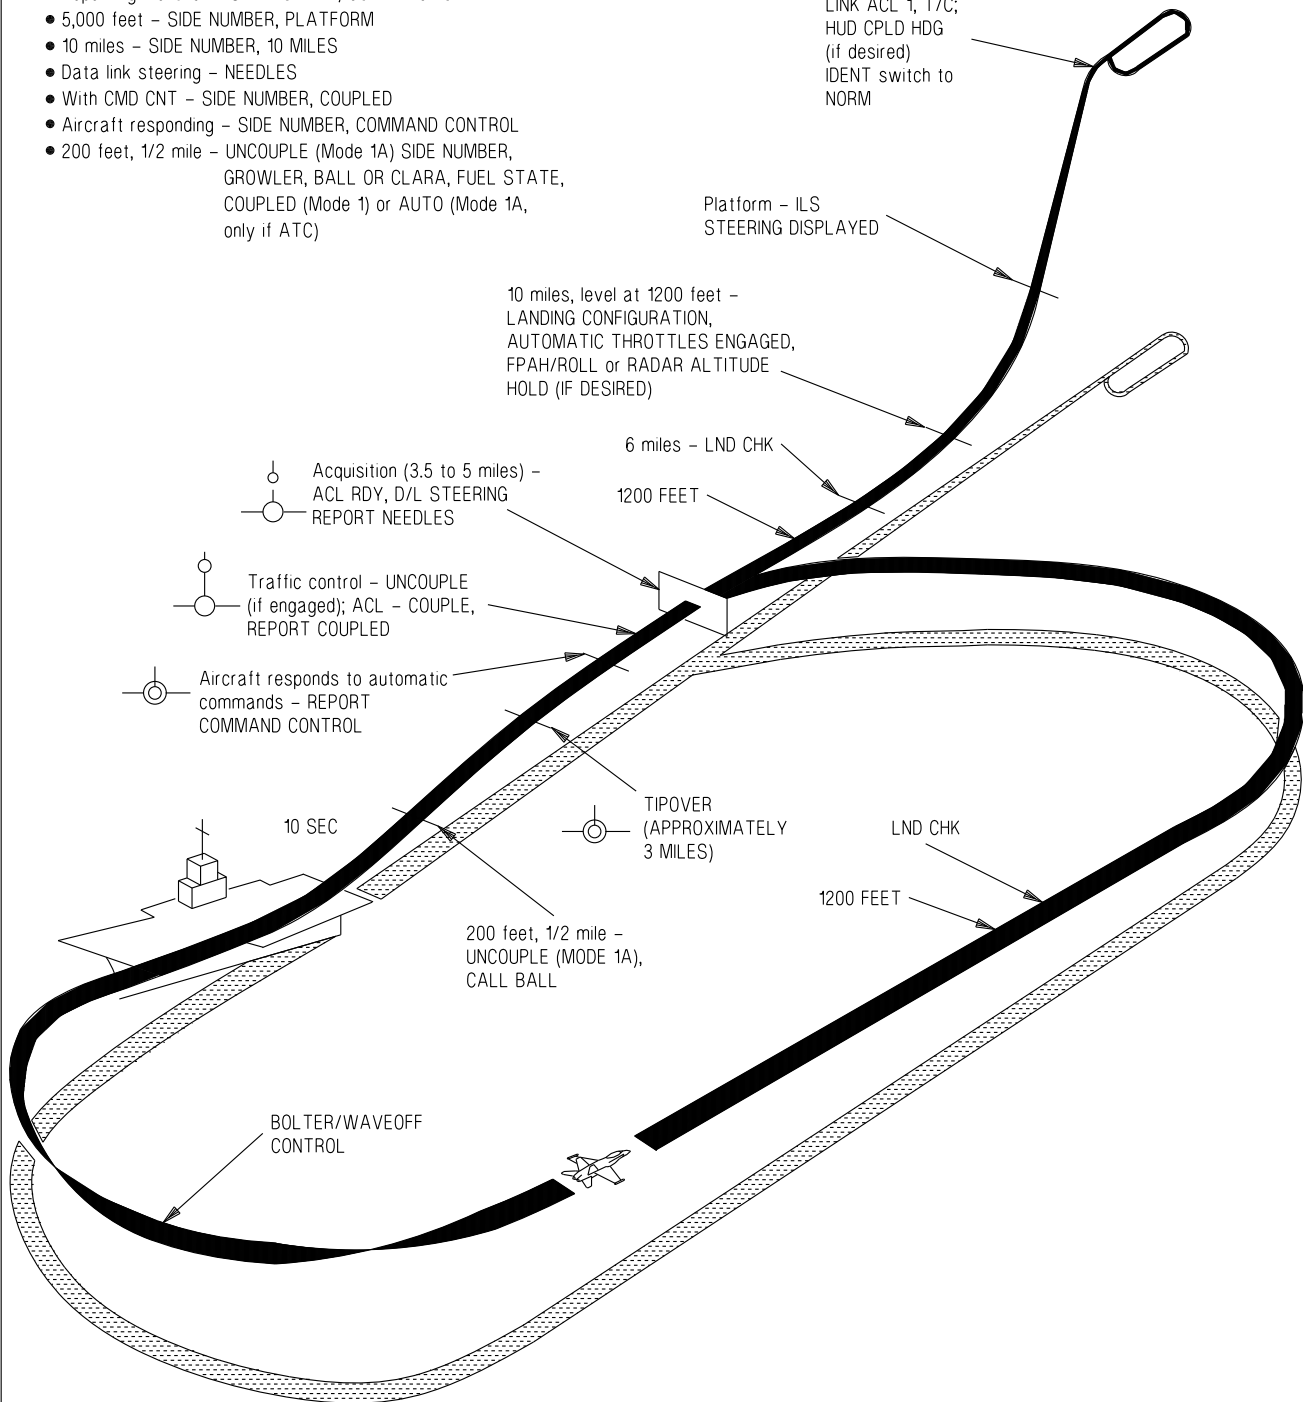 ● 5,000 feet – SIDE NUMBER, PLATFORM
● 10 miles – SIDE NUMBER, 10 MILES
● Data link steering – NEEDLES
● With CMD CNT – SIDE NUMBER, COUPLED
● Aircraft responding – SIDE NUMBER, COMMAND CONTROL
● 200 feet, 1/2 mile – UNCOUPLE (Mode 1A) SIDE NUMBER,
GROWLER, BALL OR CLARA, FUEL STATE,
COUPLED (Mode 1) or AUTO (Mode 1A,
only if ATC)
LINK ACL 1, T/C;
HUD CPLD HDG
(if desired)
IDENT switch to
NORM
Platform – ILS
STEERING DISPLAYED
10 miles, level at 1200 feet –
LANDING CONFIGURATION,
AUTOMATIC THROTTLES ENGAGED,
FPAH/ROLL or RADAR ALTITUDE
HOLD (IF DESIRED)
6 miles – LND CHK
1200 FEET
Acquisition (3.5 to 5 miles) –
ACL RDY, D/L STEERING
REPORT NEEDLES
Traffic control – UNCOUPLE
(if engaged); ACL – COUPLE,
REPORT COUPLED
Aircraft responds to automatic
commands – REPORT
COMMAND CONTROL
TIPOVER
(APPROXIMATELY
3 MILES)
10 SEC
LND CHK
1200 FEET
200 feet, 1/2 mile –
UNCOUPLE (MODE 1A),
CALL BALL
BOLTER/WAVEOFF
CONTROL